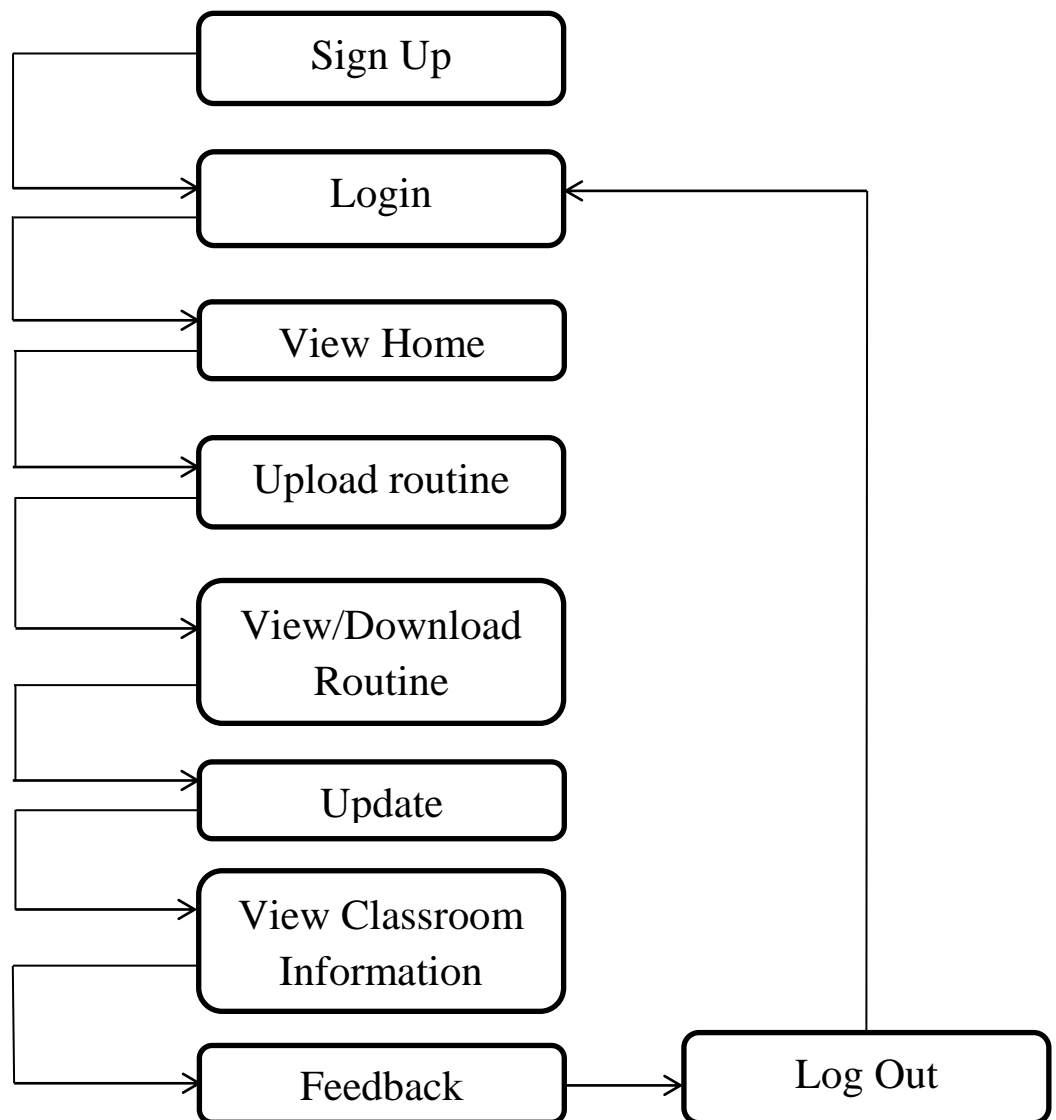 Sign Up
Login
View Home
Upload routine
View/Download
Routine
Update
View Classroom
Information
Feedback
Log Out